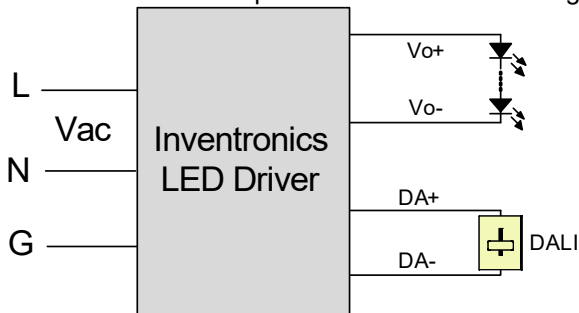 L
Vac
N
G
Inventronics
LED Driver
Vo+
Vo-
DA+
DA-
DALI